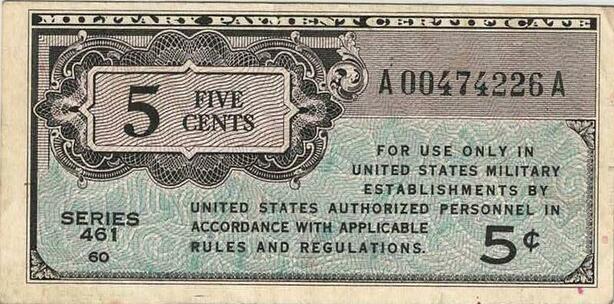 MILITARY PAYMENT CERTIFICATE
A00474226A
5 FIVE CENTS
FOR USE ONLY IN
UNITED STATES MILITARY
ESTABLISHMENTS BY
UNITED STATES AUTHORIZED PERSONNEL IN
ACCORDANCE WITH APPLICABLE
RULES AND REGULATIONS.
SERIES
461
60
5¢